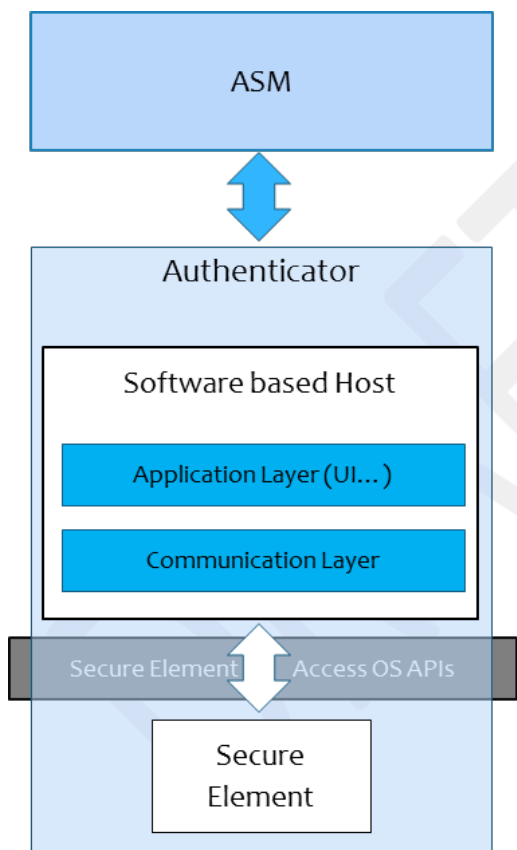 ASM
Authenticator
Software based Host
Application Layer (UI...)
Communication Layer
Secure Element Access OS APIs
Secure
Element